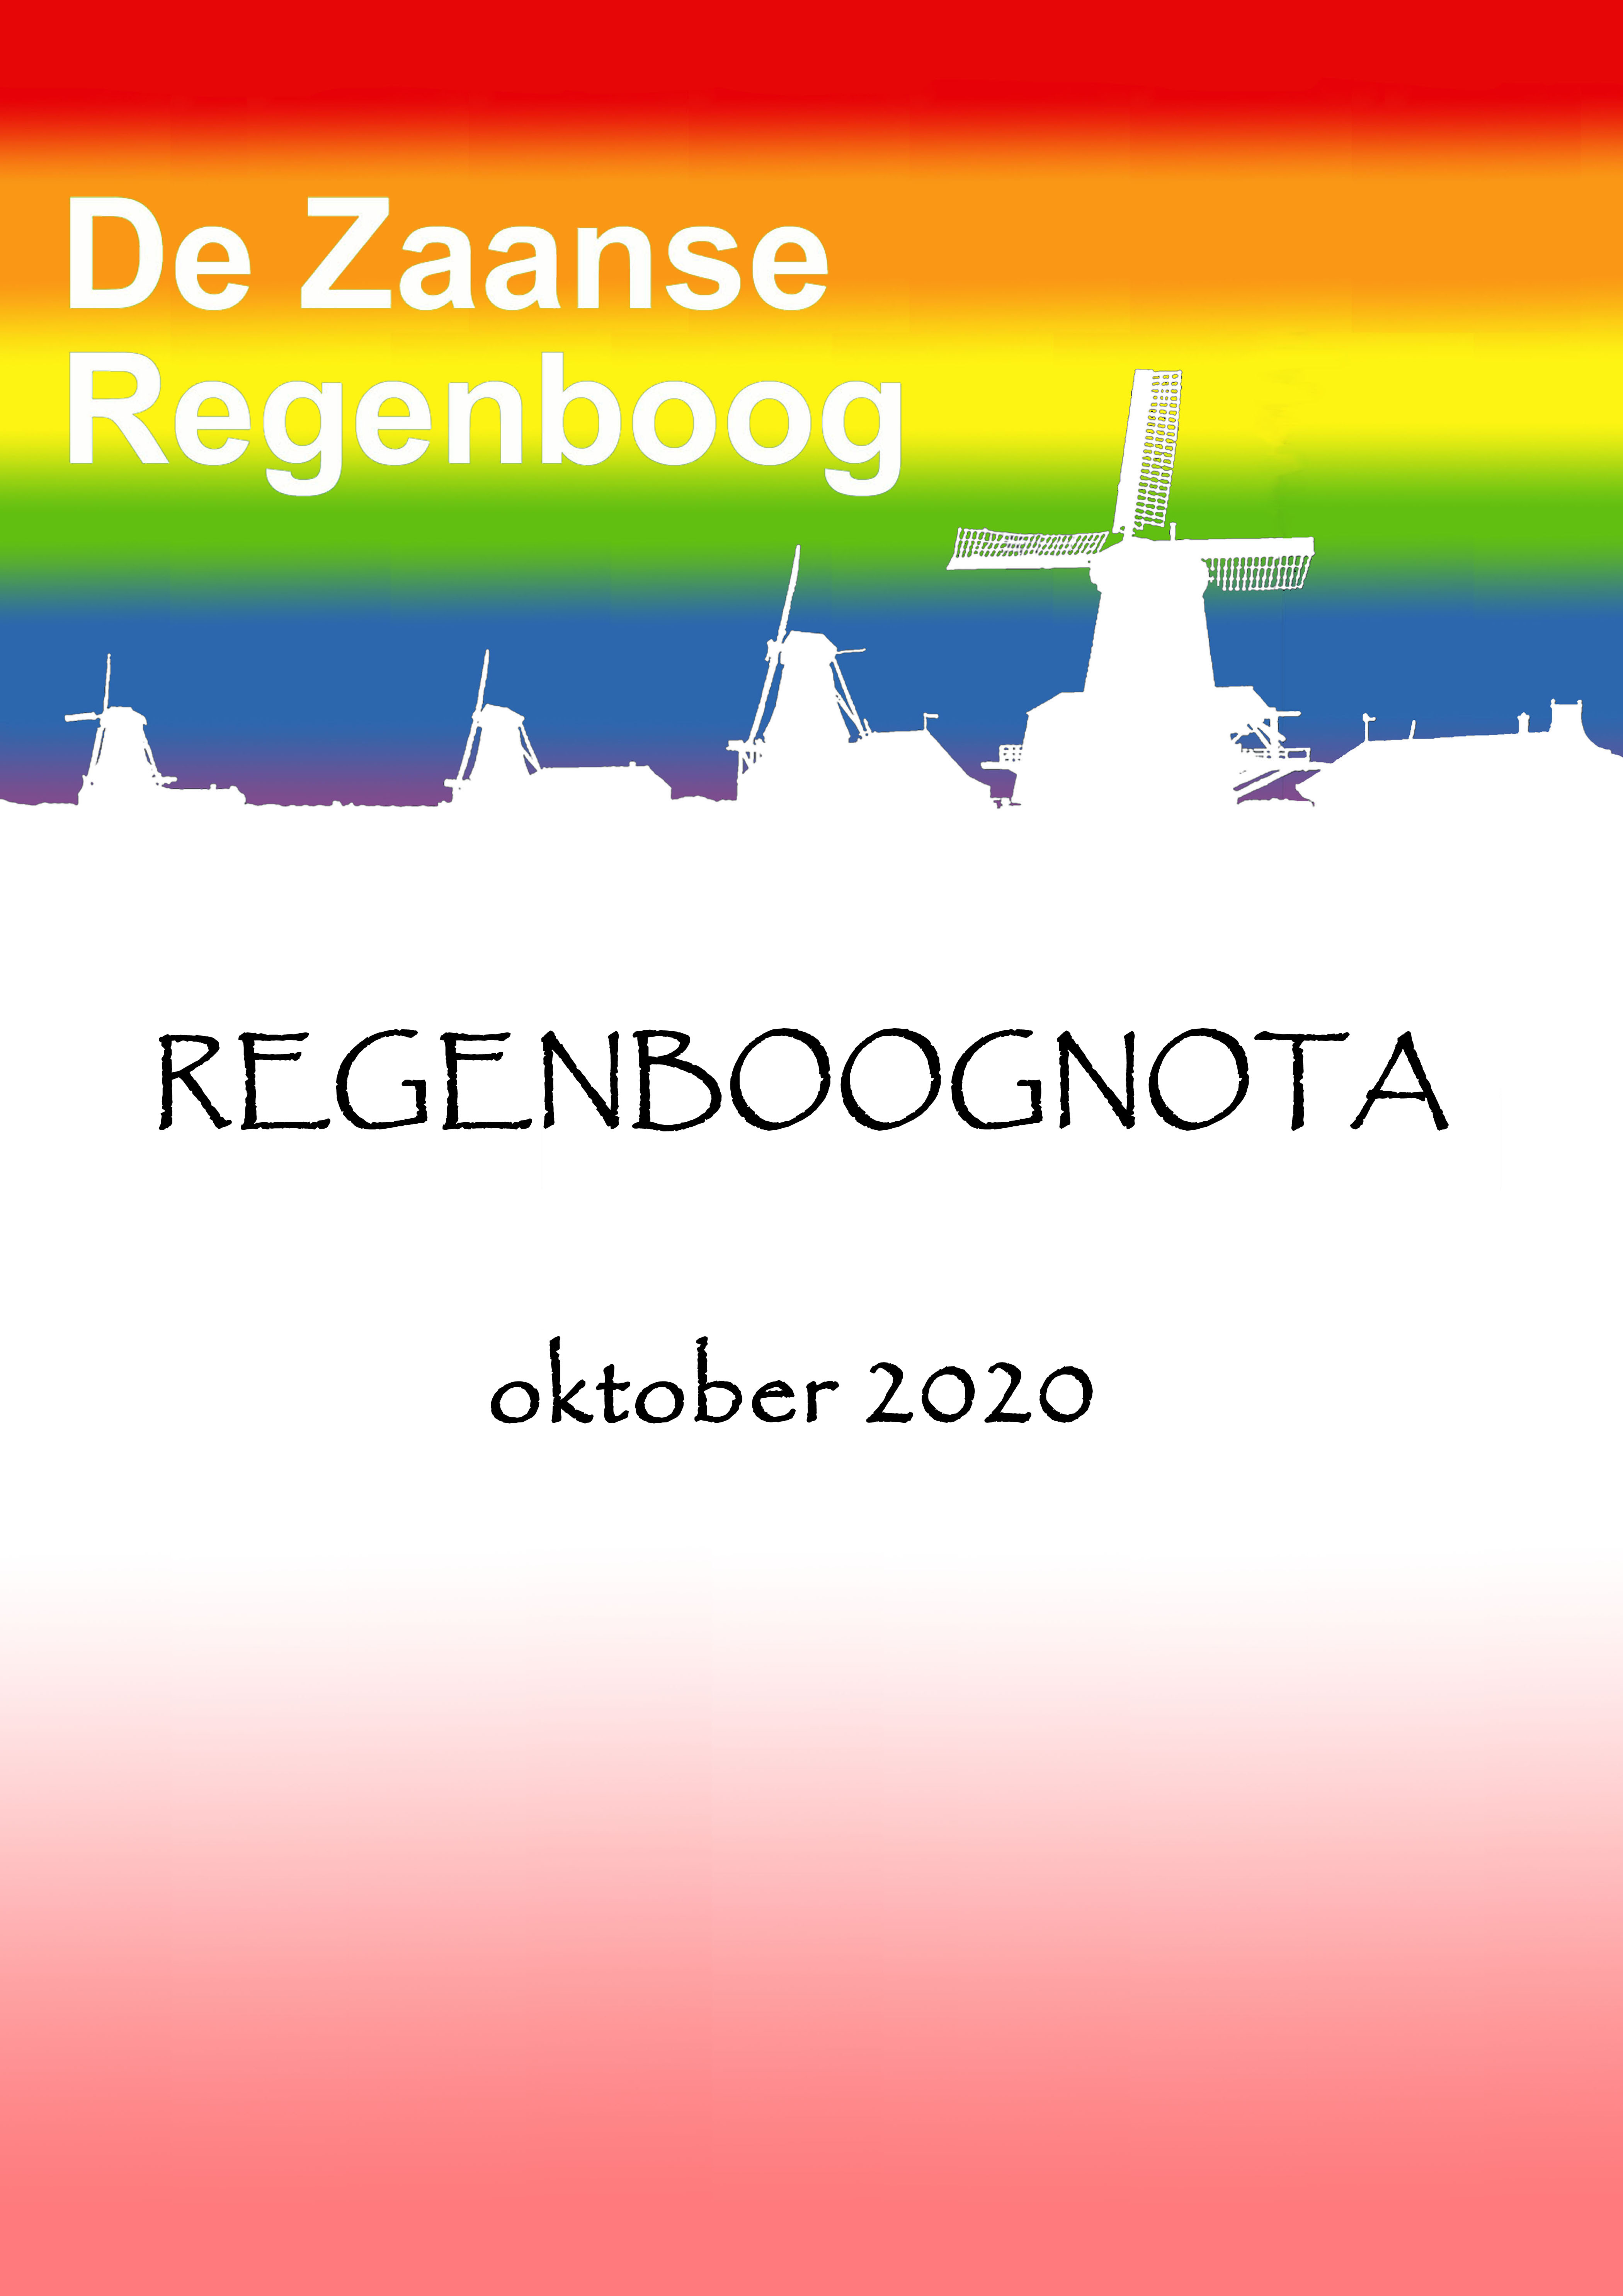 De Zaanse
Regenboog
REGENBOOGNOTA
oktober 2020